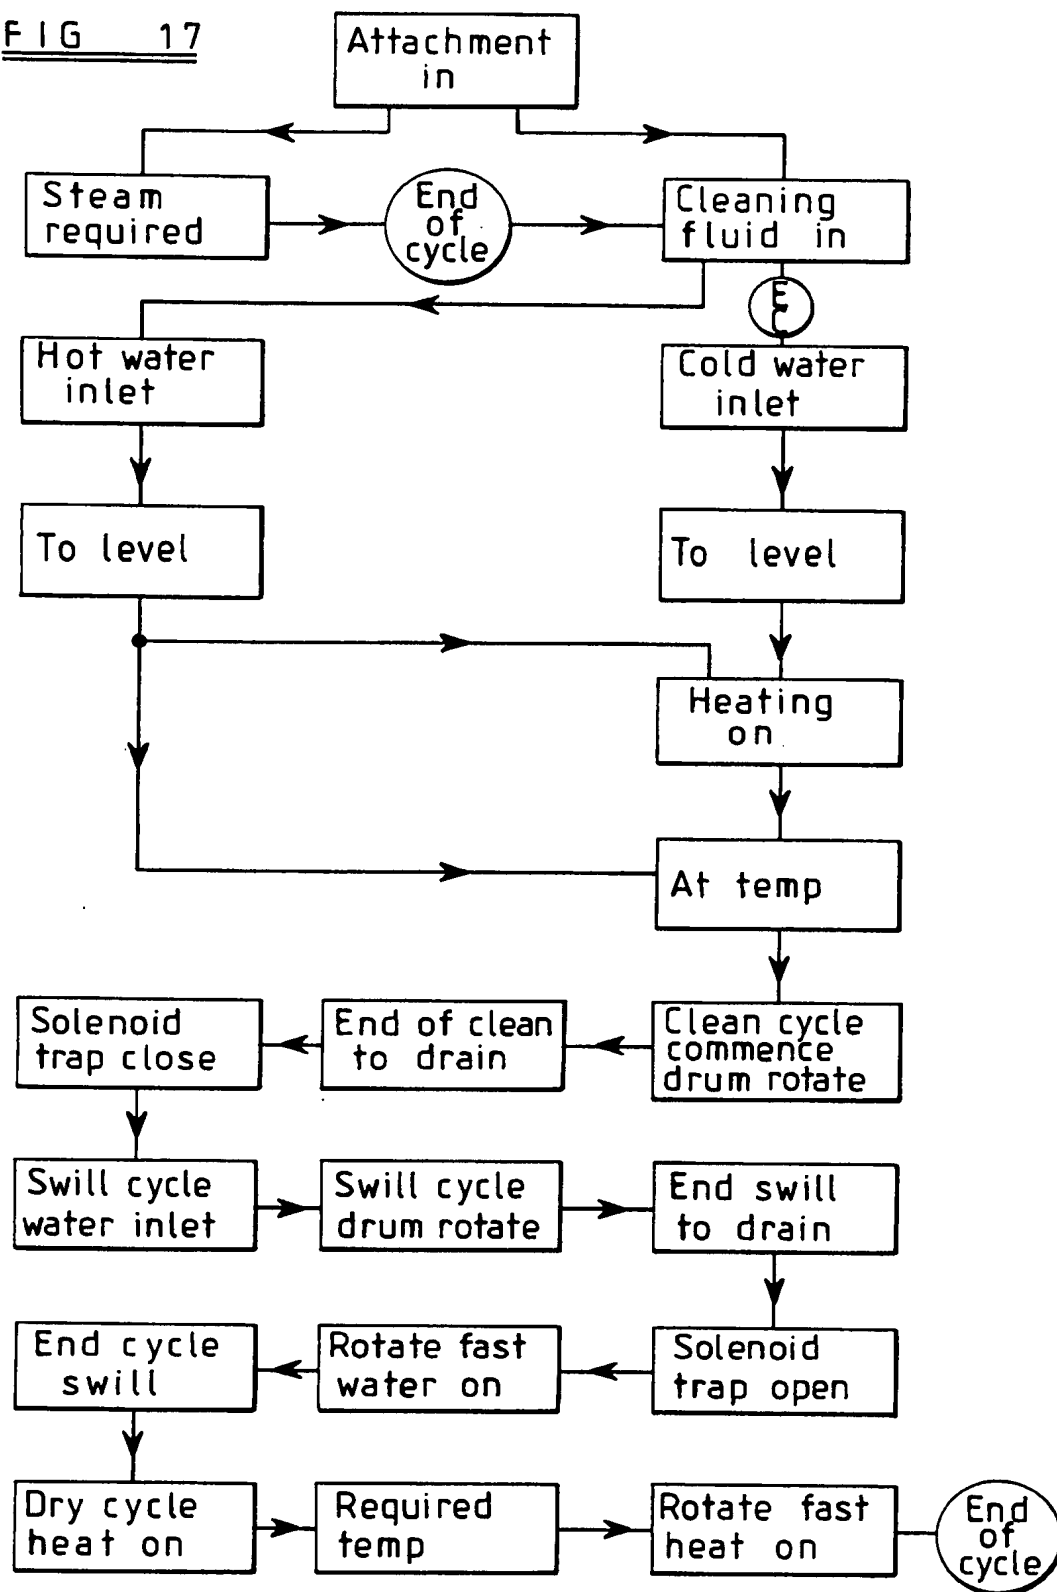 FIG 17
Attachment
in
Steam
required
End
of
cycle
Cleaning
fluid in
E
C
Hot water
inlet
Cold water
inlet
To level
To level
Heating
on
At temp
Solenoid
trap close
End of clean
to drain
Clean cycle
commence
drum rotate
Swill cycle
water inlet
Swill cycle
drum rotate
End swill
to drain
End cycle
swill
Rotate fast
water on
Solenoid
trap open
Dry cycle
heat on
Required
temp
Rotate fast
heat on
End
of
cycle